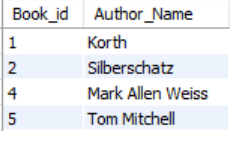 Book_id Author_Name
1 Korth
2 Silberschatz
4 Mark Allen Weiss
5 Tom Mitchell